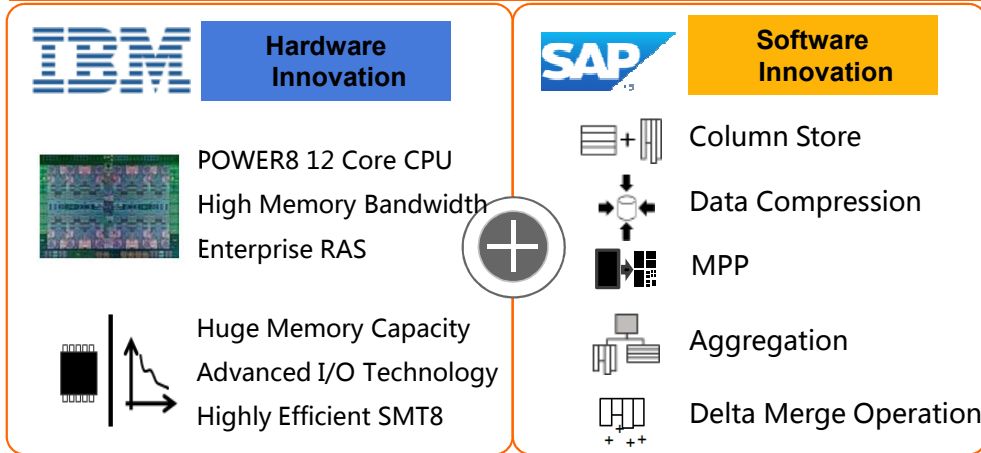 IBM
Hardware
Innovation
POWER8 12 Core CPU
High Memory Bandwidth
Enterprise RAS
Huge Memory Capacity
Advanced I/O Technology
Highly Efficient SMT8
SAP
Software
Innovation
Column Store
Data Compression
MPP
Aggregation
Delta Merge Operation